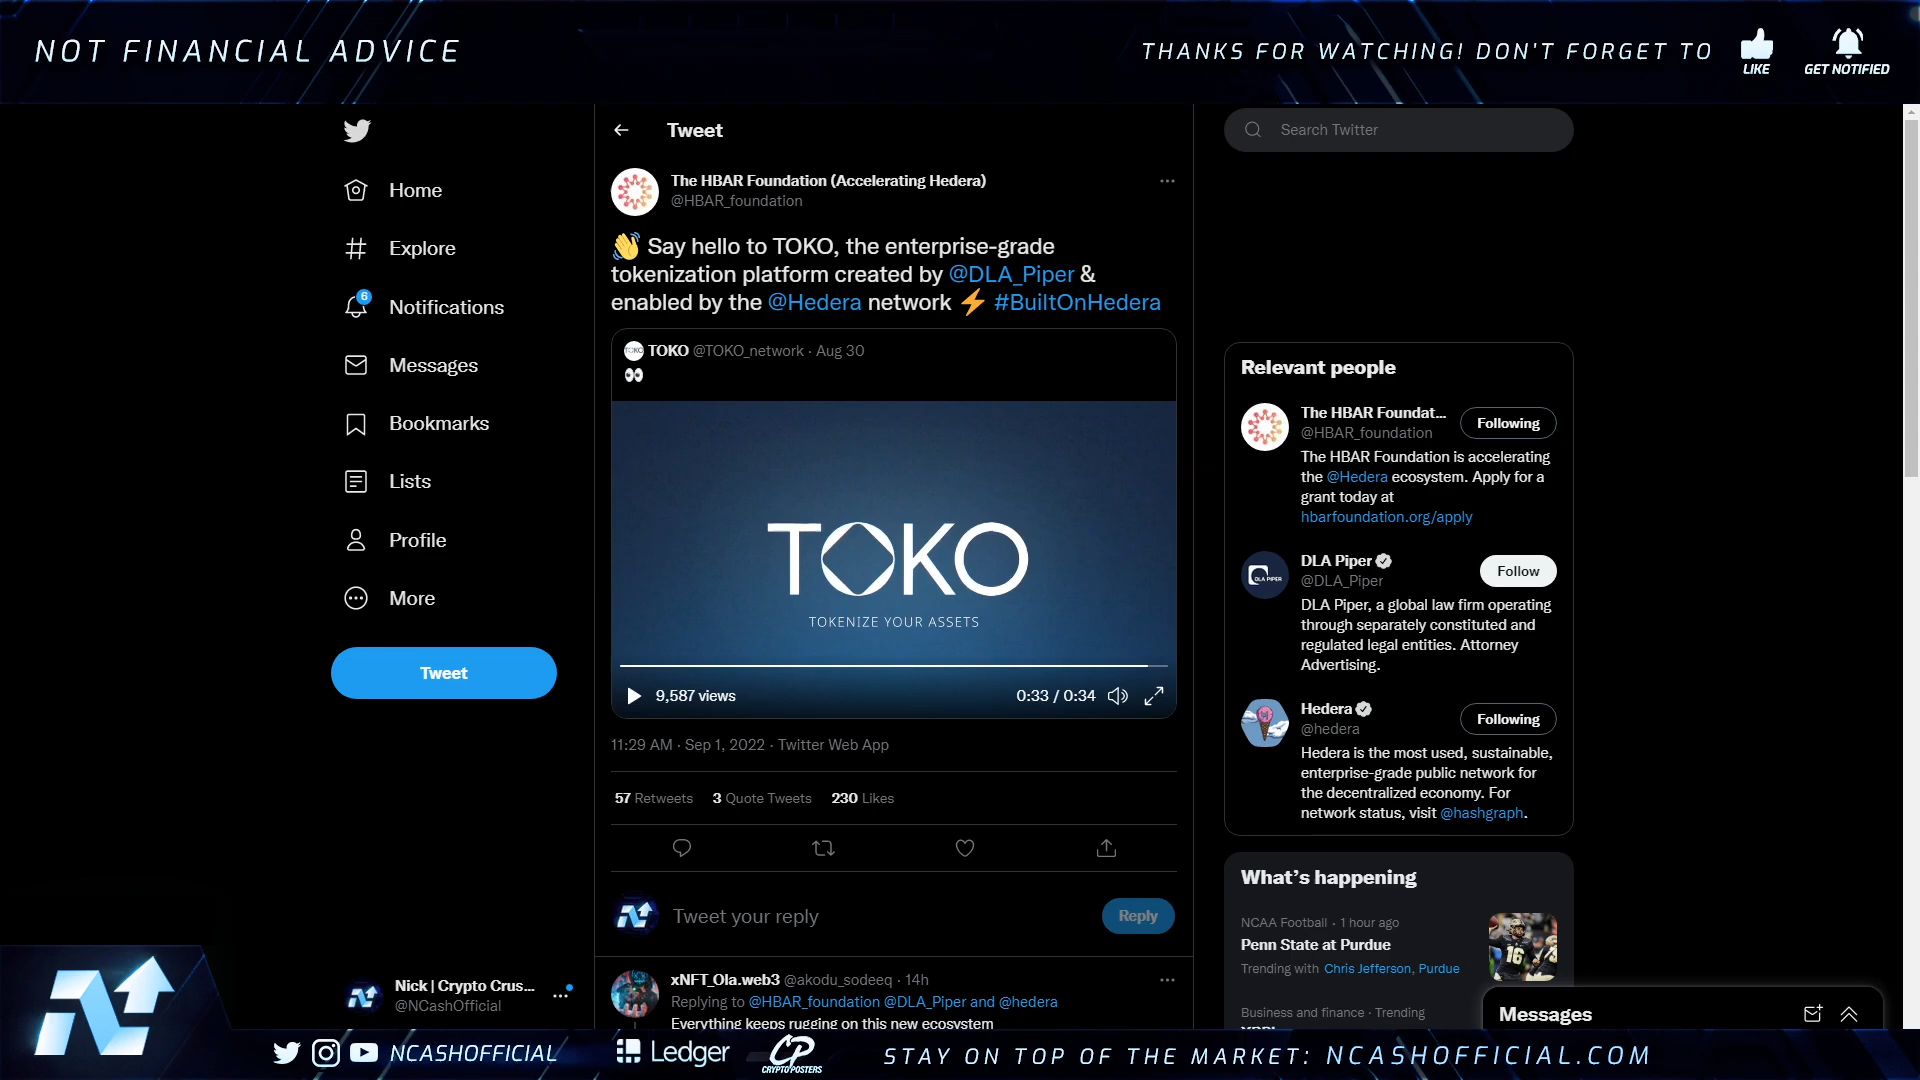 NOT FINANCIAL ADVICE
THANKS FOR WATCHING! DON'T FORGET TO
LIKE
GET NOTIFIED
Home
Explore
6
Notifications
Messages
Bookmarks
Lists
Profile
More
Tweet
Nick | Crypto Crus...
@NCashOfficial
Tweet
The HBAR Foundation (Accelerating Hedera)
@HBAR_foundation
👋 Say hello to TOKO, the enterprise-grade
tokenization platform created by @DLA_Piper &
enabled by the @Hedera network ⚡ #BuiltOnHedera
TOKO @TOKO_network · Aug 30
👀
TOKO
TOKENIZE YOUR ASSETS
9,587 views
0:33 / 0:34
11:29 AM · Sep 1, 2022 · Twitter Web App
57 Retweets 3 Quote Tweets 230 Likes
Tweet your reply
Reply
xNFT_Ola.web3 @akodu_sodeeq · 14h
Replying to @HBAR_foundation @DLA_Piper and @hedera
Everything keeps rugging on this new ecosystem
Search Twitter
Relevant people
The HBAR Foundat...
@HBAR_foundation
Following
The HBAR Foundation is accelerating
the @Hedera ecosystem. Apply for a
grant today at
hbarfoundation.org/apply
DLA PIPER
DLA Piper
@DLA_Piper
Follow
DLA Piper, a global law firm operating
through separately constituted and
regulated legal entities. Attorney
Advertising.
Hedera
@hedera
Following
Hedera is the most used, sustainable,
enterprise-grade public network for
the decentralized economy. For
network status, visit @hashgraph.
What's happening
NCAA Football · 1 hour ago
Penn State at Purdue
Trending with Chris Jefferson, Purdue
Business and finance · Trending
Messages
NCASHOFFICIAL
Ledger
CP
CRYPTO POSTERS
STAY ON TOP OF THE MARKET: NCASHOFFICIAL.COM